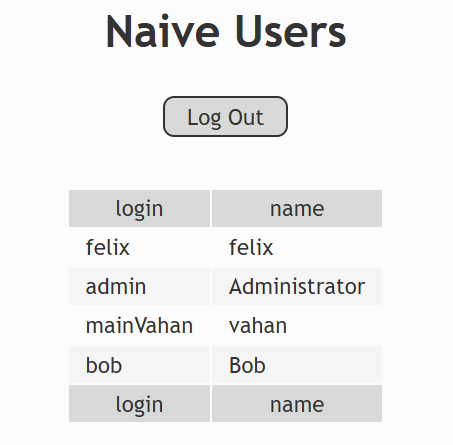 Naive Users
Log Out
login name
felix felix
admin Administrator
mainVahan vahan
bob Bob
login name